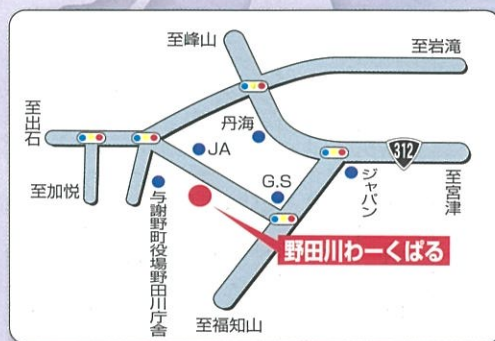 至峰山
至岩滝
至出石
丹海
JA
312
至加悦
G.S
ジャパン
至宮津
与謝野町役場野田川庁舎
野田川わーくぱる
至福知山